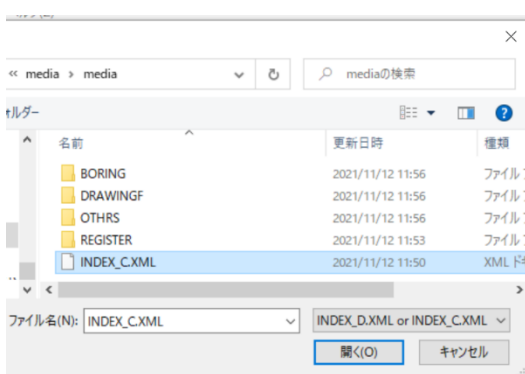 « media › media
mediaの検索
ォルダー
名前 更新日時 種類
BORING 2021/11/12 11:56 ファイル
DRAWINGF 2021/11/12 11:56 ファイル
OTHRS 2021/11/12 11:56 ファイル
REGISTER 2021/11/12 11:53 ファイル
INDEX_C.XML 2021/11/12 11:50 XML ドキ
ファイル名(N): INDEX_C.XML INDEX_D.XML or INDEX_C.XML
開く(O) キャンセル